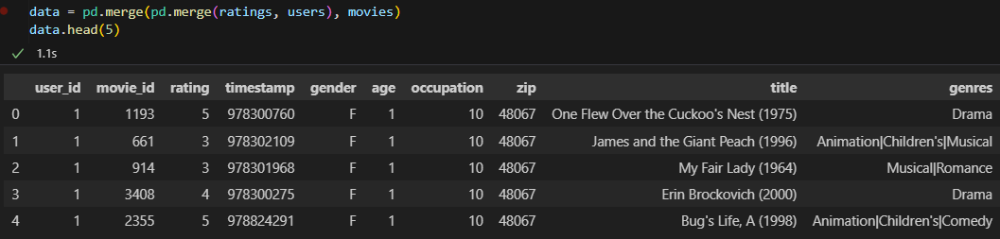 data = pd.merge(pd.merge(ratings, users), movies)
data.head(5)
1.1s
user_id movie_id rating timestamp gender age occupation zip title genres
0 1 1193 5 978300760 F 1 10 48067 One Flew Over the Cuckoo's Nest (1975) Drama
1 1 661 3 978302109 F 1 10 48067 James and the Giant Peach (1996) Animation|Children's|Musical
2 1 914 3 978301968 F 1 10 48067 My Fair Lady (1964) Musical|Romance
3 1 3408 4 978300275 F 1 10 48067 Erin Brockovich (2000) Drama
4 1 2355 5 978824291 F 1 10 48067 Bug's Life, A (1998) Animation|Children's|Comedy